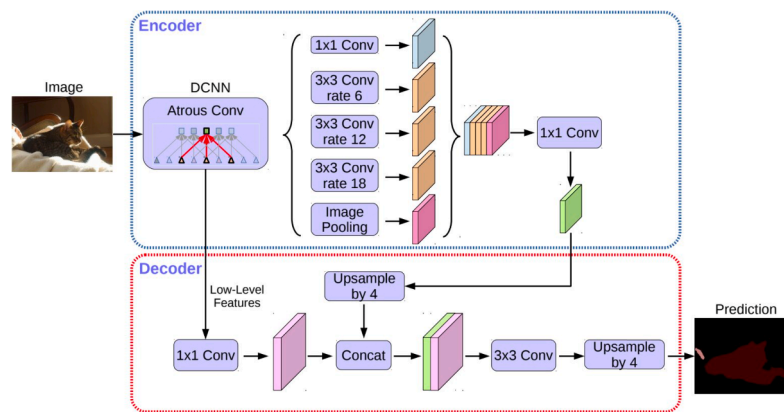 Encoder
Image
DCNN
Atrous Conv
1x1 Conv
3x3 Conv
rate 6
3x3 Conv
rate 12
3x3 Conv
rate 18
Image
Pooling
1x1 Conv
Decoder
Low-Level
Features
Upsample
by 4
1x1 Conv
Concat
3x3 Conv
Upsample
by 4
Prediction